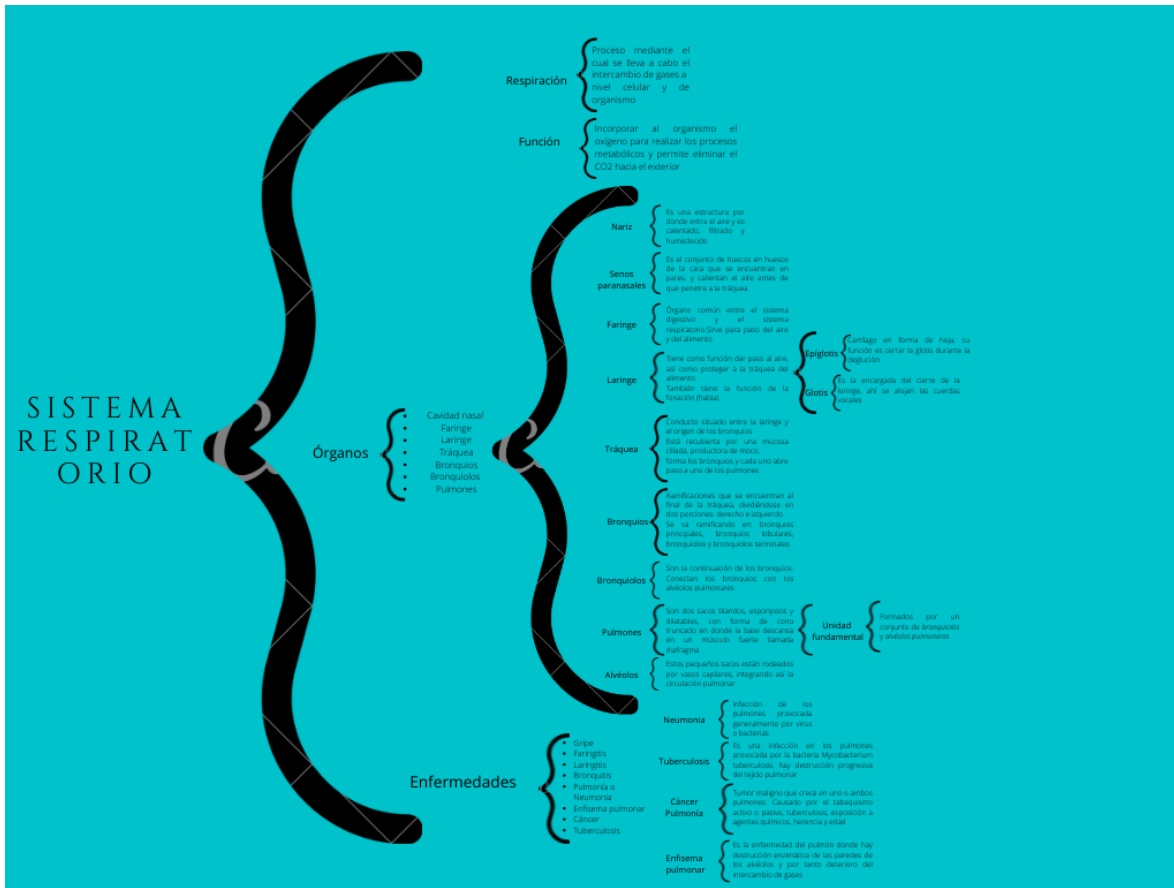 SISTEMA
RESPIRAT
ORIO
Respiración
Proceso mediante el
cual se lleva a cabo el
intercambio de gases a
nivel celular y de
organismo
Función
Incorporar al organismo el
oxígeno para realizar los procesos
metabólicos y permite eliminar el
CO2 hacia el exterior
Órganos
• Cavidad nasal
• Faringe
• Laringe
• Tráquea
• Bronquios
• Bronquiolos
• Pulmones
Nariz
Es una estructura por
donde entra el aire y es
calentado, filtrado y
humedecido
Senos
paranasales
Es el conjunto de huecos en huesos
de la cara que se encuentran en
pares. y calientan el aire antes de
que penetre a la tráquea.
Faringe
Órgano común entre el sistema
digestivo y el sistema
respiratorio.Sirve para paso del aire
y del alimento
Laringe
Tiene como función dar paso al aire,
así como proteger a la tráquea del
alimento.
También tiene la función de la
fonación (habla)
Epíglotis
Cartílago en forma de hoja; su
función es cerrar la glotis durante la
deglución
Glotis
Es la encargada del cierre de la
laringe, ahí se alojan las cuerdas
vocales
Tráquea
Conducto situado entre la laringe y
el origen de los bronquios
Está recubierta por una mucosa
ciliada, productora de moco.
forma los bronquios y cada uno abre
paso a uno de los pulmones
Bronquios
Ramificaciones que se encuentran al
final de la tráquea, dividiéndose en
dos porciones: derecho e izquierdo
Se va ramificando en: bronquios
principales, bronquios lobulares,
bronquiolos y bronquiolos terminales
Bronquiolos
Son la continuación de los bronquios.
Conectan los bronquios con los
alvéolos pulmonares
Pulmones
Son dos sacos blandos, esponjosos y
dilatables, con forma de cono
truncado en donde la base descansa
en un músculo fuerte llamada
diafragma
Unidad
fundamental
Formados por un
conjunto de bronquiolos
y alvéolos pulmonares
Alvéolos
Estos pequeños sacos están rodeados
por vasos capilares, integrando así la
circulación pulmonar
Enfermedades
• Gripe
• Faringitis
• Laringitis
• Bronquitis
• Pulmonía o
Neumonia
• Enfisema pulmonar
• Cáncer
• Tuberculosis
Neumonía
Infección de los
pulmones provocada
generalmente por virus
o bacterias
Tuberculosis
Es una infección en los pulmones
provocada por la bacteria Mycobacterium
tuberculosis, hay destrucción progresiva
del tejido pulmonar
Cáncer
Pulmonía
Tumor maligno que crece en uno o ambos
pulmones. Causado por el tabaquismo
activo o pasivo, tuberculosis, exposición a
agentes químicos, herencia y edad
Enfisema
pulmonar
Es la enfermedad del pulmón donde hay
destrucción enzimática de las paredes de
los alvéolos y por tanto deterioro del
intercambio de gases